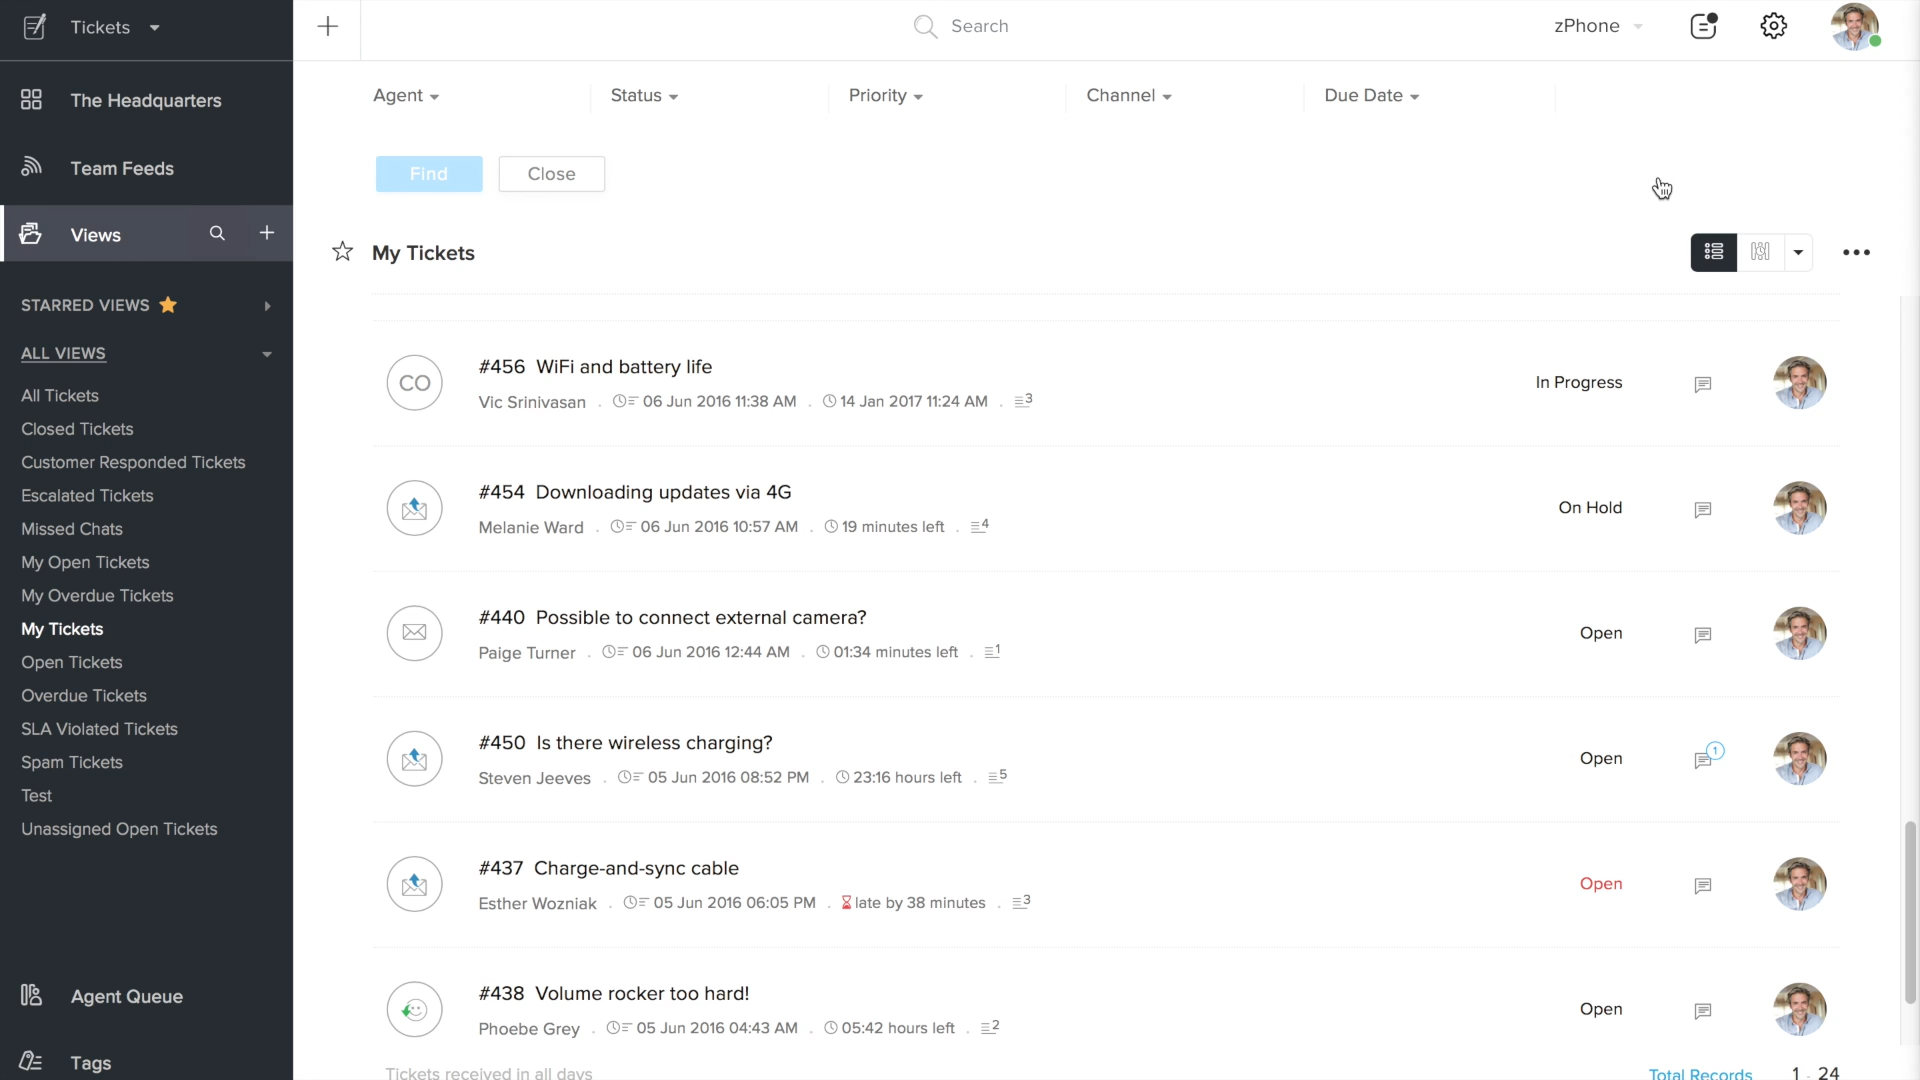 Tickets
Search
zPhone
The Headquarters
Team Feeds
Views
STARRED VIEWS
ALL VIEWS
All Tickets
Closed Tickets
Customer Responded Tickets
Escalated Tickets
Missed Chats
My Open Tickets
My Overdue Tickets
My Tickets
Open Tickets
Overdue Tickets
SLA Violated Tickets
Spam Tickets
Test
Unassigned Open Tickets
Agent Queue
Tags
Agent Status Priority Channel Due Date
Find Close
My Tickets
CO
#456 WiFi and battery life
Vic Srinivasan . 06 Jun 2016 11:38 AM . 14 Jan 2017 11:24 AM . 3
In Progress
#454 Downloading updates via 4G
Melanie Ward . 06 Jun 2016 10:57 AM . 19 minutes left . 4
On Hold
#440 Possible to connect external camera?
Paige Turner . 06 Jun 2016 12:44 AM . 01:34 minutes left . 1
Open
#450 Is there wireless charging?
Steven Jeeves . 05 Jun 2016 08:52 PM . 23:16 hours left . 5
Open
1
#437 Charge-and-sync cable
Esther Wozniak . 05 Jun 2016 06:05 PM . late by 38 minutes . 3
Open
#438 Volume rocker too hard!
Phoebe Grey . 05 Jun 2016 04:43 AM . 05:42 hours left . 2
Open
Tickets received in all days
Total Records 1 - 24